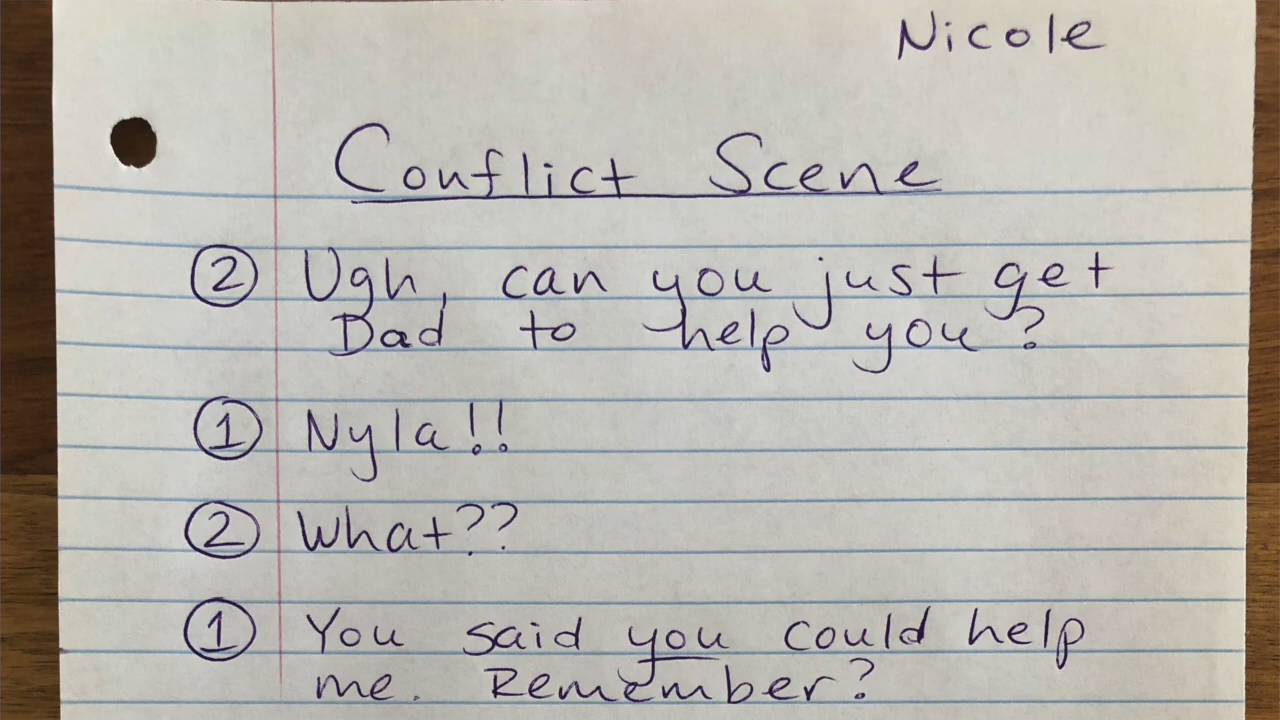 Nicole
Conflict Scene
② Ugh, can you just get
Dad to help you?
① Nyla!!
② What??
① You said you could help
me. Remember?